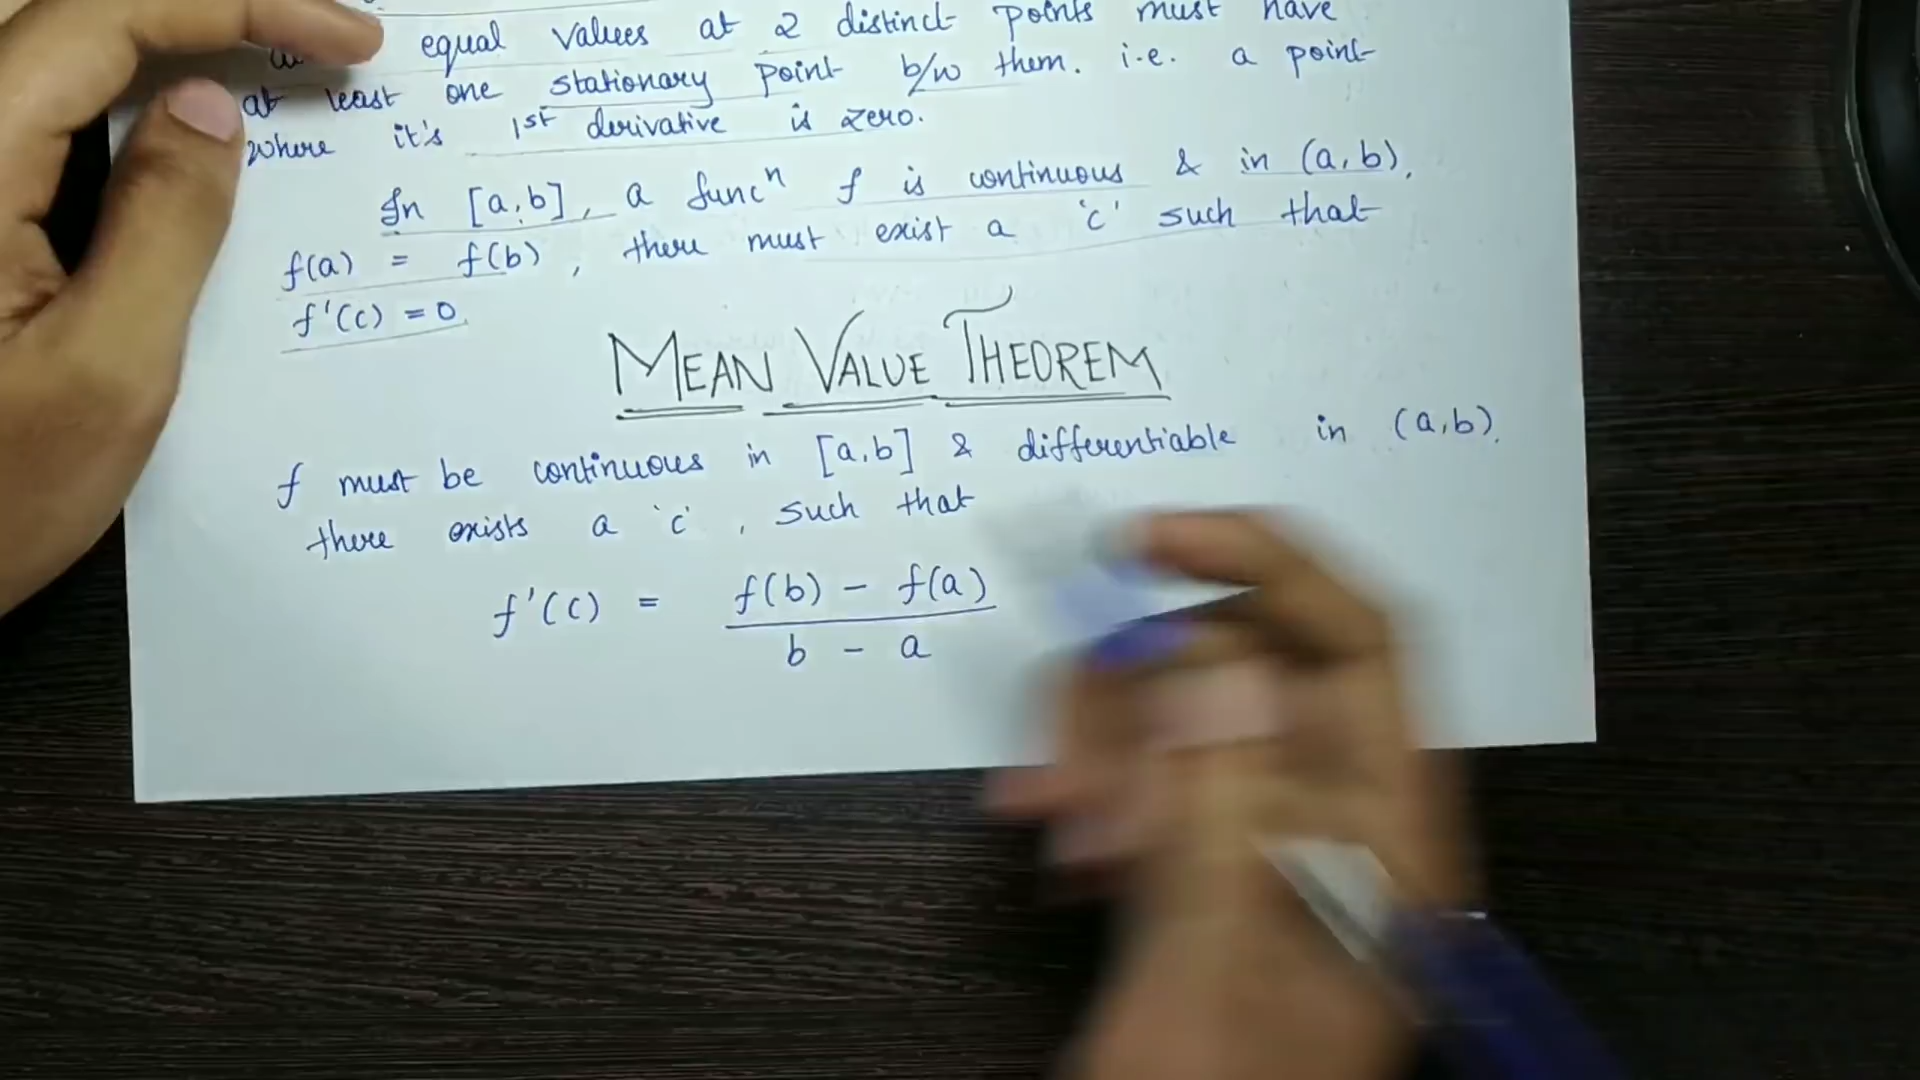 equal values at 2 distinct points must have
at least one stationary point b/w them. i.e. a point
where it's 1st derivative is zero.
In [a,b], a funcⁿ f is continuous & in (a,b),
f(a) = f(b), there must exist a 'c' such that
f'(c) = 0.
MEAN VALUE THEOREM
f must be continuous in [a,b] & differentiable in (a,b).
there exists a 'c', such that
f'(c) = f(b) - f(a)
b - a